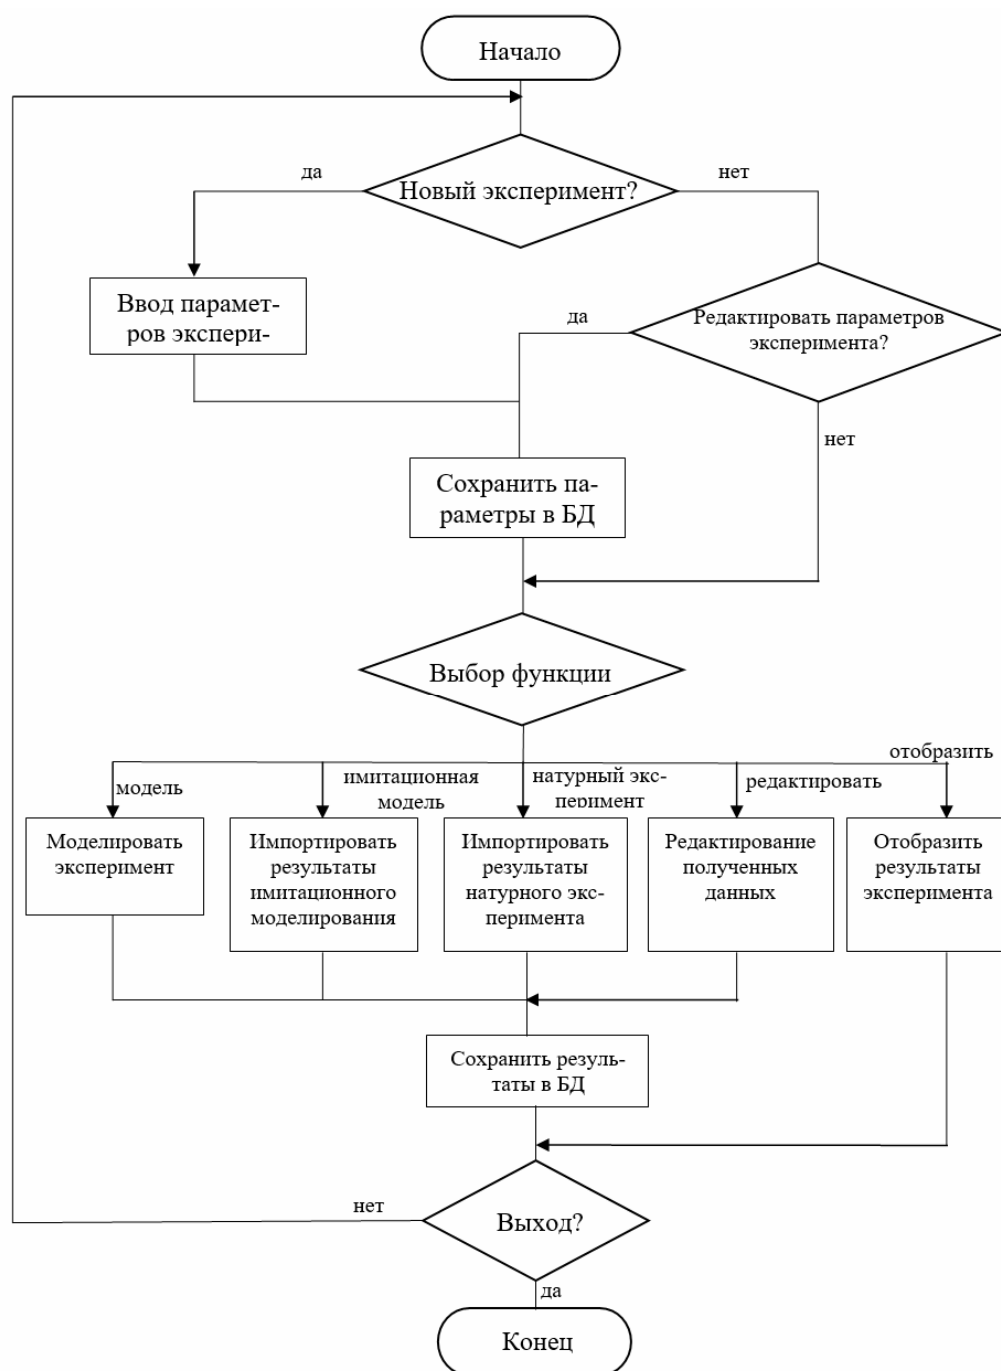 Начало
да
нет
Новый эксперимент?
Ввод парамет-
ров экспери-
да
Редактировать параметров
эксперимента?
нет
Сохранить па-
раметры в БД
Выбор функции
отобразить
модель
имитационная
модель
натурный экс-
перимент
редактировать
Моделировать
эксперимент
Импортировать
результаты
имитационного
моделирования
Импортировать
результаты
натурного экс-
перимента
Редактирование
полученных
данных
Отобразить
результаты
эксперимента
Сохранить резуль-
таты в БД
нет
Выход?
да
Конец